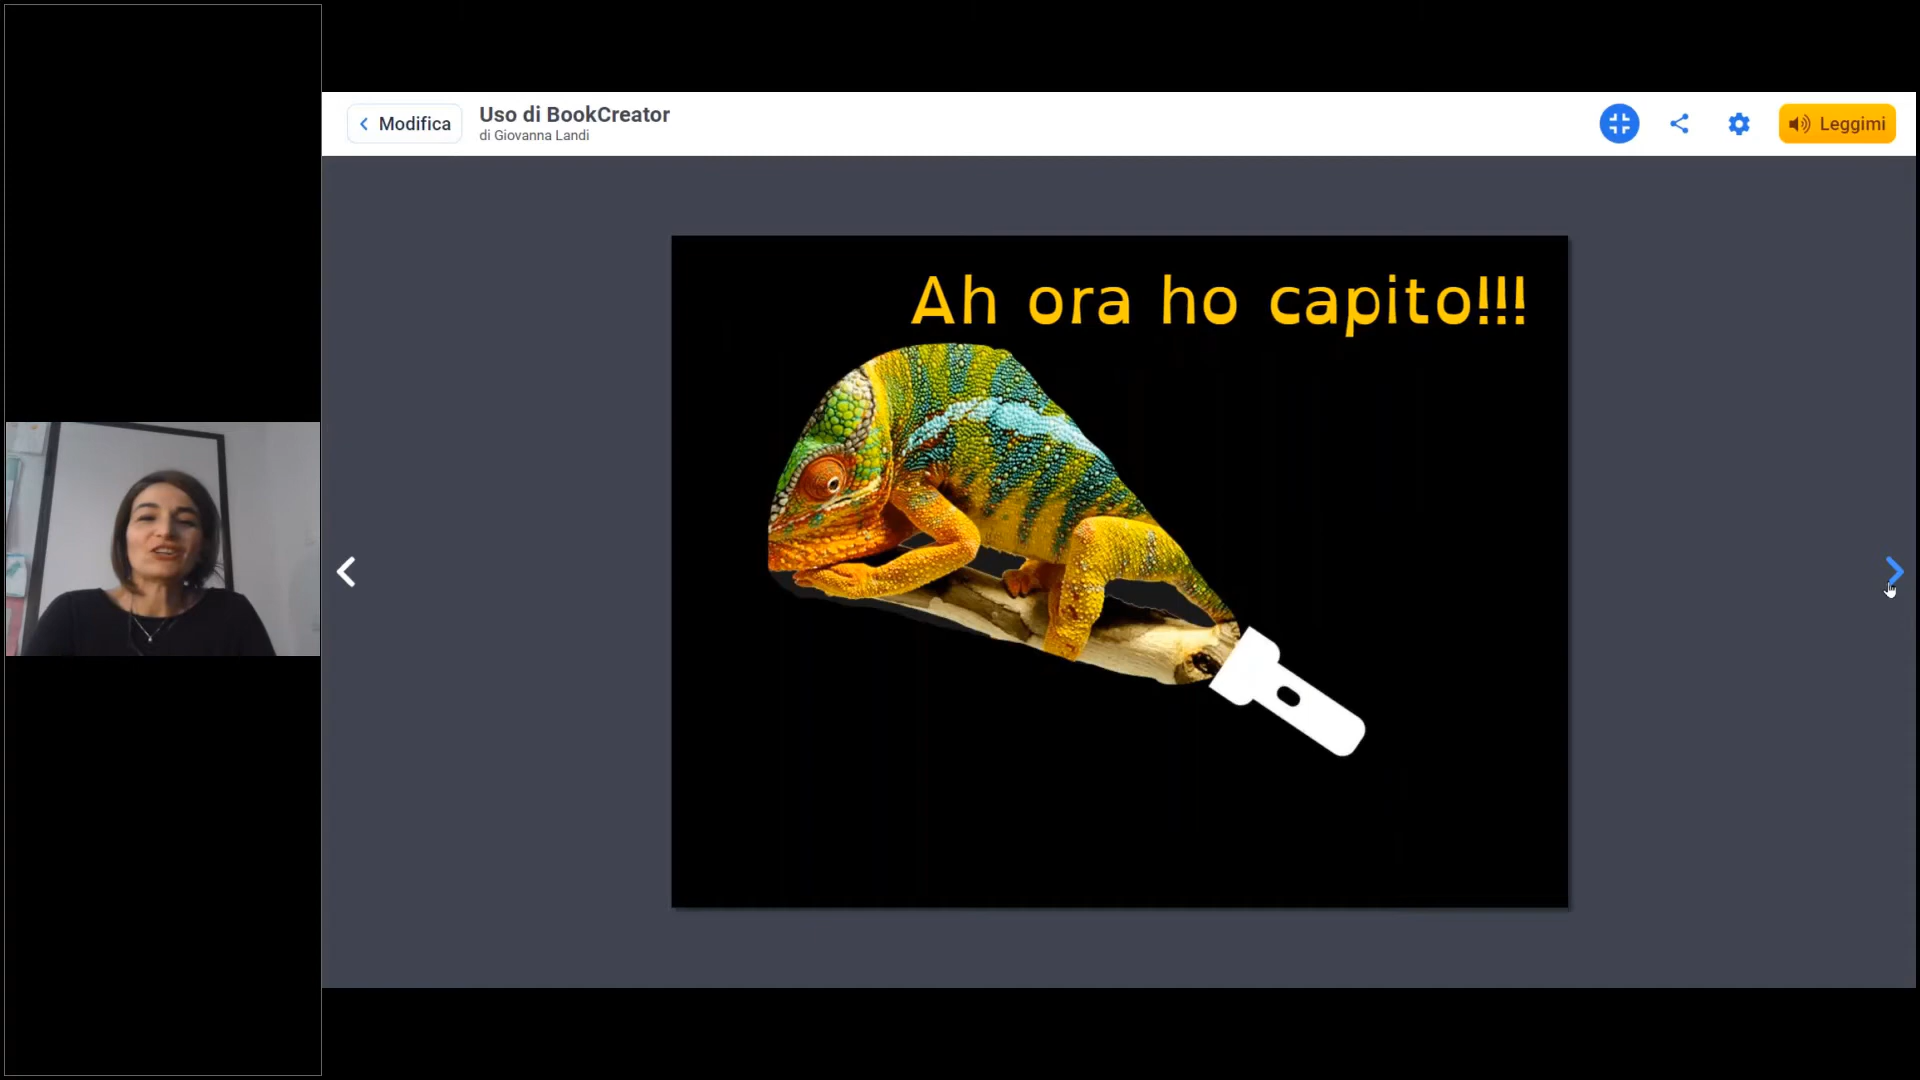 Modifica
Uso di BookCreator
di Giovanna Landi
Leggimi
Ah ora ho capito!!!